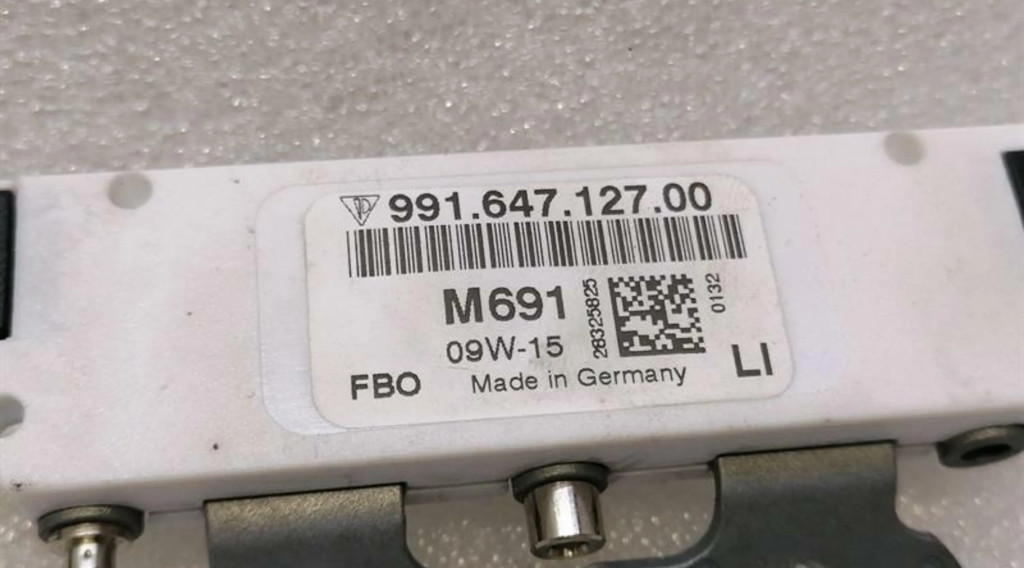 991.647.127.00
M691
28325825
0132
09W-15
FBO
Made in Germany
LI